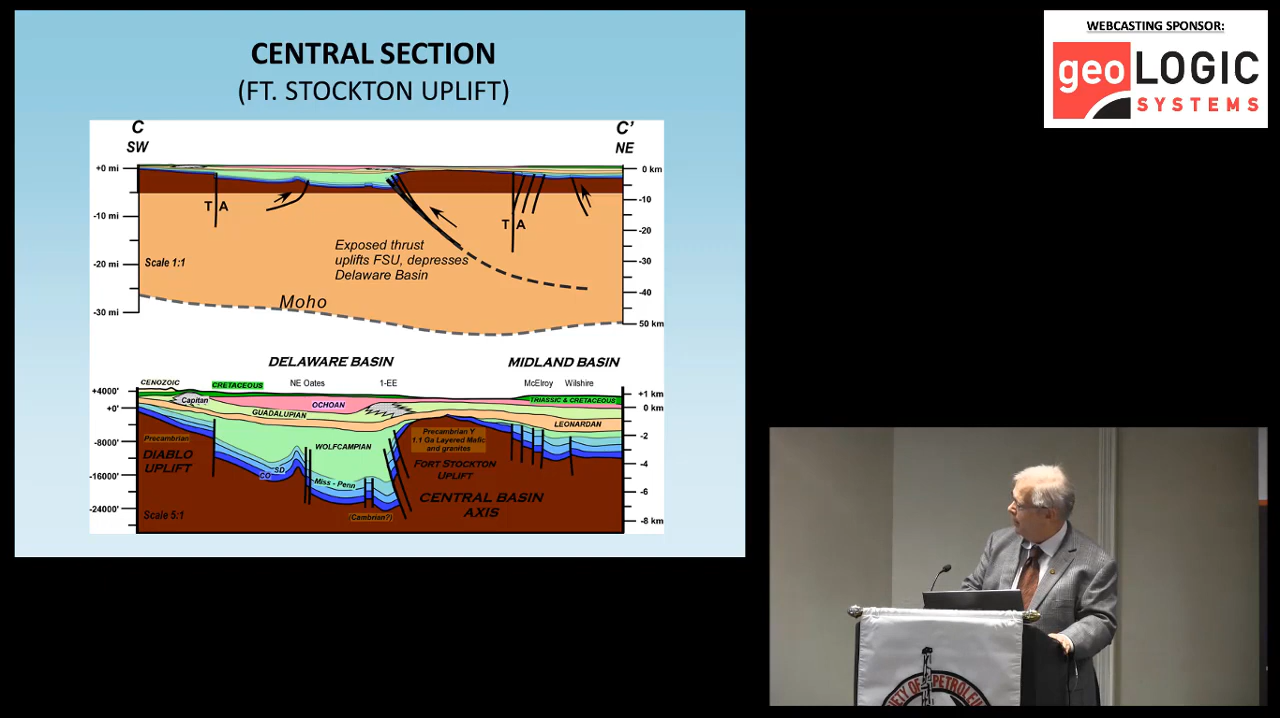 CENTRAL SECTION
(FT. STOCKTON UPLIFT)
C
SW
C'
NE
+0 mi
-10 mi
-20 mi
-30 mi
0 km
-10
-20
-30
-40
-50 km
T A
T A
Exposed thrust
uplifts FSU, depresses
Delaware Basin
Scale 1:1
Moho
DELAWARE BASIN
MIDLAND BASIN
CENOZOIC
CRETACEOUS
NE Oates
1-EE
McElroy
Wilshire
+4000'
+0'
-8000'
-16000'
-24000'
+1 km
0 km
-2
-4
-6
-8 km
Capitan
OCHOAN
GUADALUPIAN
TRIASSIC & CRETACEOUS
LEONARDAN
WOLFCAMPIAN
Precambrian
DIABLO
UPLIFT
Precambrian Y
1.1 Ga Layered Mafic
and granites
FORT STOCKTON
UPLIFT
SD
CO
Miss - Penn
CENTRAL BASIN
AXIS
(Cambrian?)
Scale 5:1
WEBCASTING SPONSOR:
geoLOGIC
SYSTEMS
OF PETROLEUM